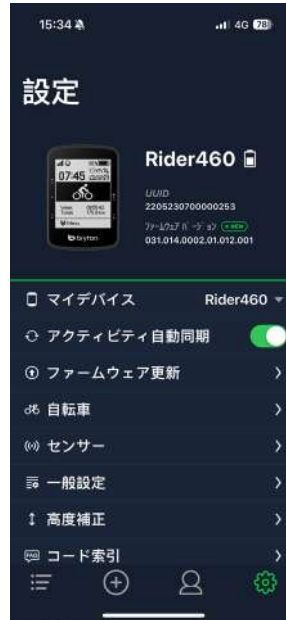 15:34
4G 78
設定
07:45
bryton
Rider460
UUID
2205230700000253
ファームウェア バージョン + NEW
031.014.0002.01.012.001
マイデバイス Rider460
アクティビティ自動同期
ファームウェア更新
自転車
センサー
一般設定
高度補正
FAQ コード索引